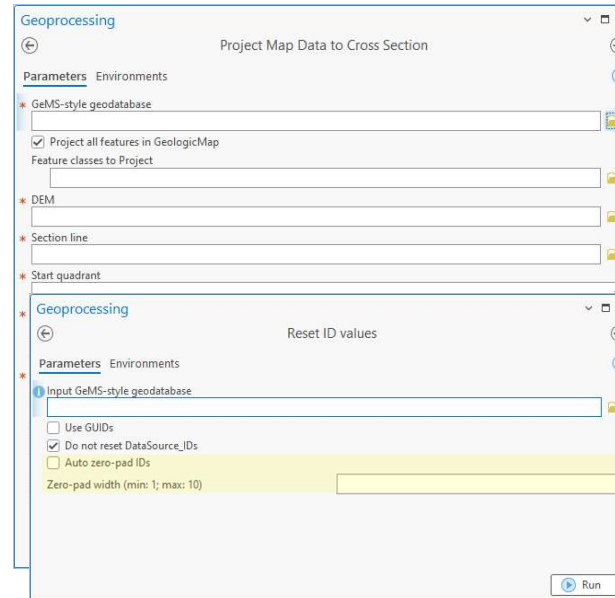 Geoprocessing
Project Map Data to Cross Section
Parameters Environments
* GeMS-style geodatabase
Project all features in GeologicMap
Feature classes to Project
* DEM
* Section line
* Start quadrant
*
*
Geoprocessing
Reset ID values
Parameters Environments
Input GeMS-style geodatabase
Use GUIDs
Do not reset DataSource_IDs
Auto zero-pad IDs
Zero-pad width (min: 1; max: 10)
Run